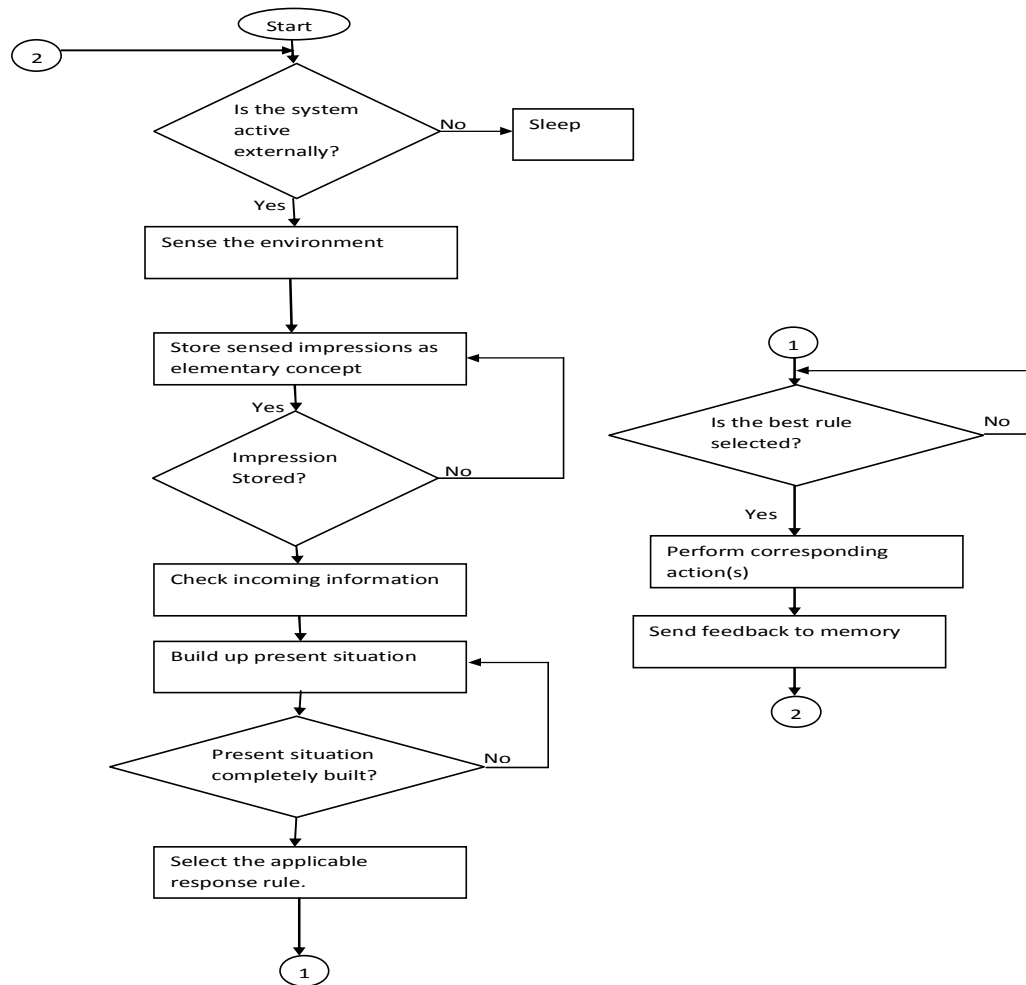 Start
2
Is the system
active
externally?
No
Sleep
Yes
Sense the environment
Store sensed impressions as
elementary concept
Yes
Impression
Stored?
No
Check incoming information
Build up present situation
Present situation
completely built?
No
Select the applicable
response rule.
1
1
Is the best rule
selected?
No
Yes
Perform corresponding
action(s)
Send feedback to memory
2